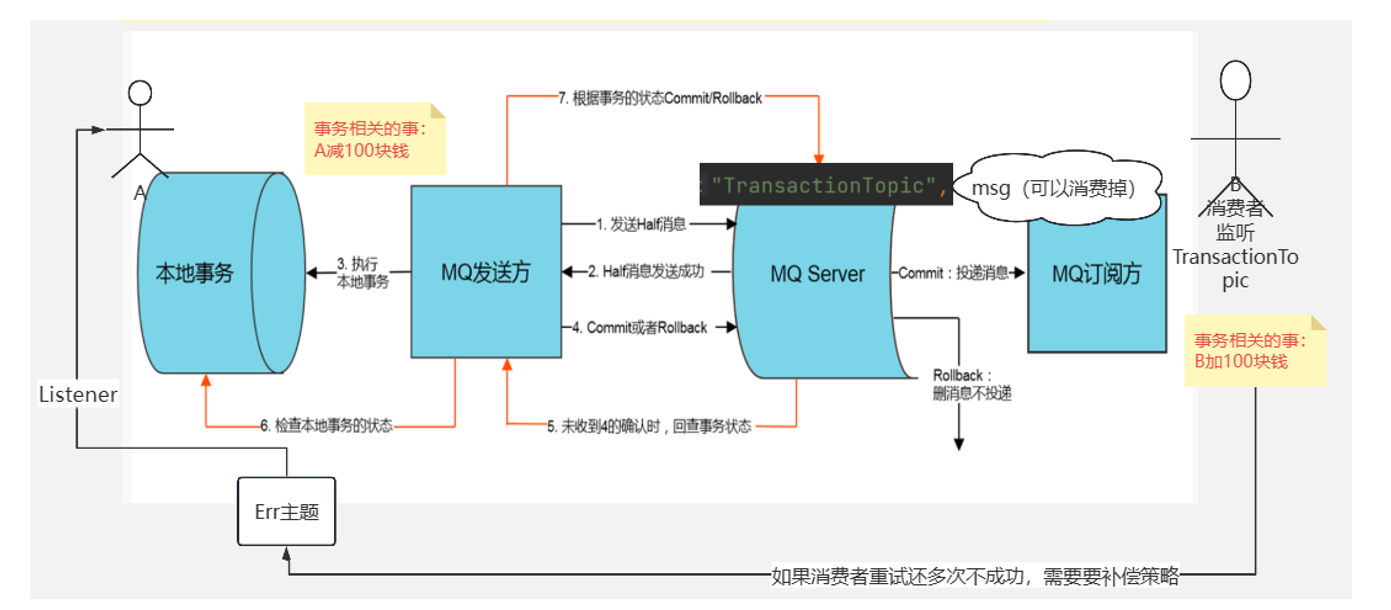 7. 根据事务的状态Commit/Rollback
事务相关的事：
A减100块钱
A
"TransactionTopic",
msg（可以消费掉）
B
消费者
监听
TransactionTo
pic
1. 发送Half消息
本地事务
3. 执行
本地事务
MQ发送方
2. Half消息发送成功
MQ Server
Commit：投递消息
MQ订阅方
4. Commit或者Rollback
事务相关的事：
B加100块钱
Rollback：
删消息不投递
Listener
6. 检查本地事务的状态
5. 未收到4的确认时，回查事务状态
Err主题
如果消费者重试还多次不成功，需要要补偿策略